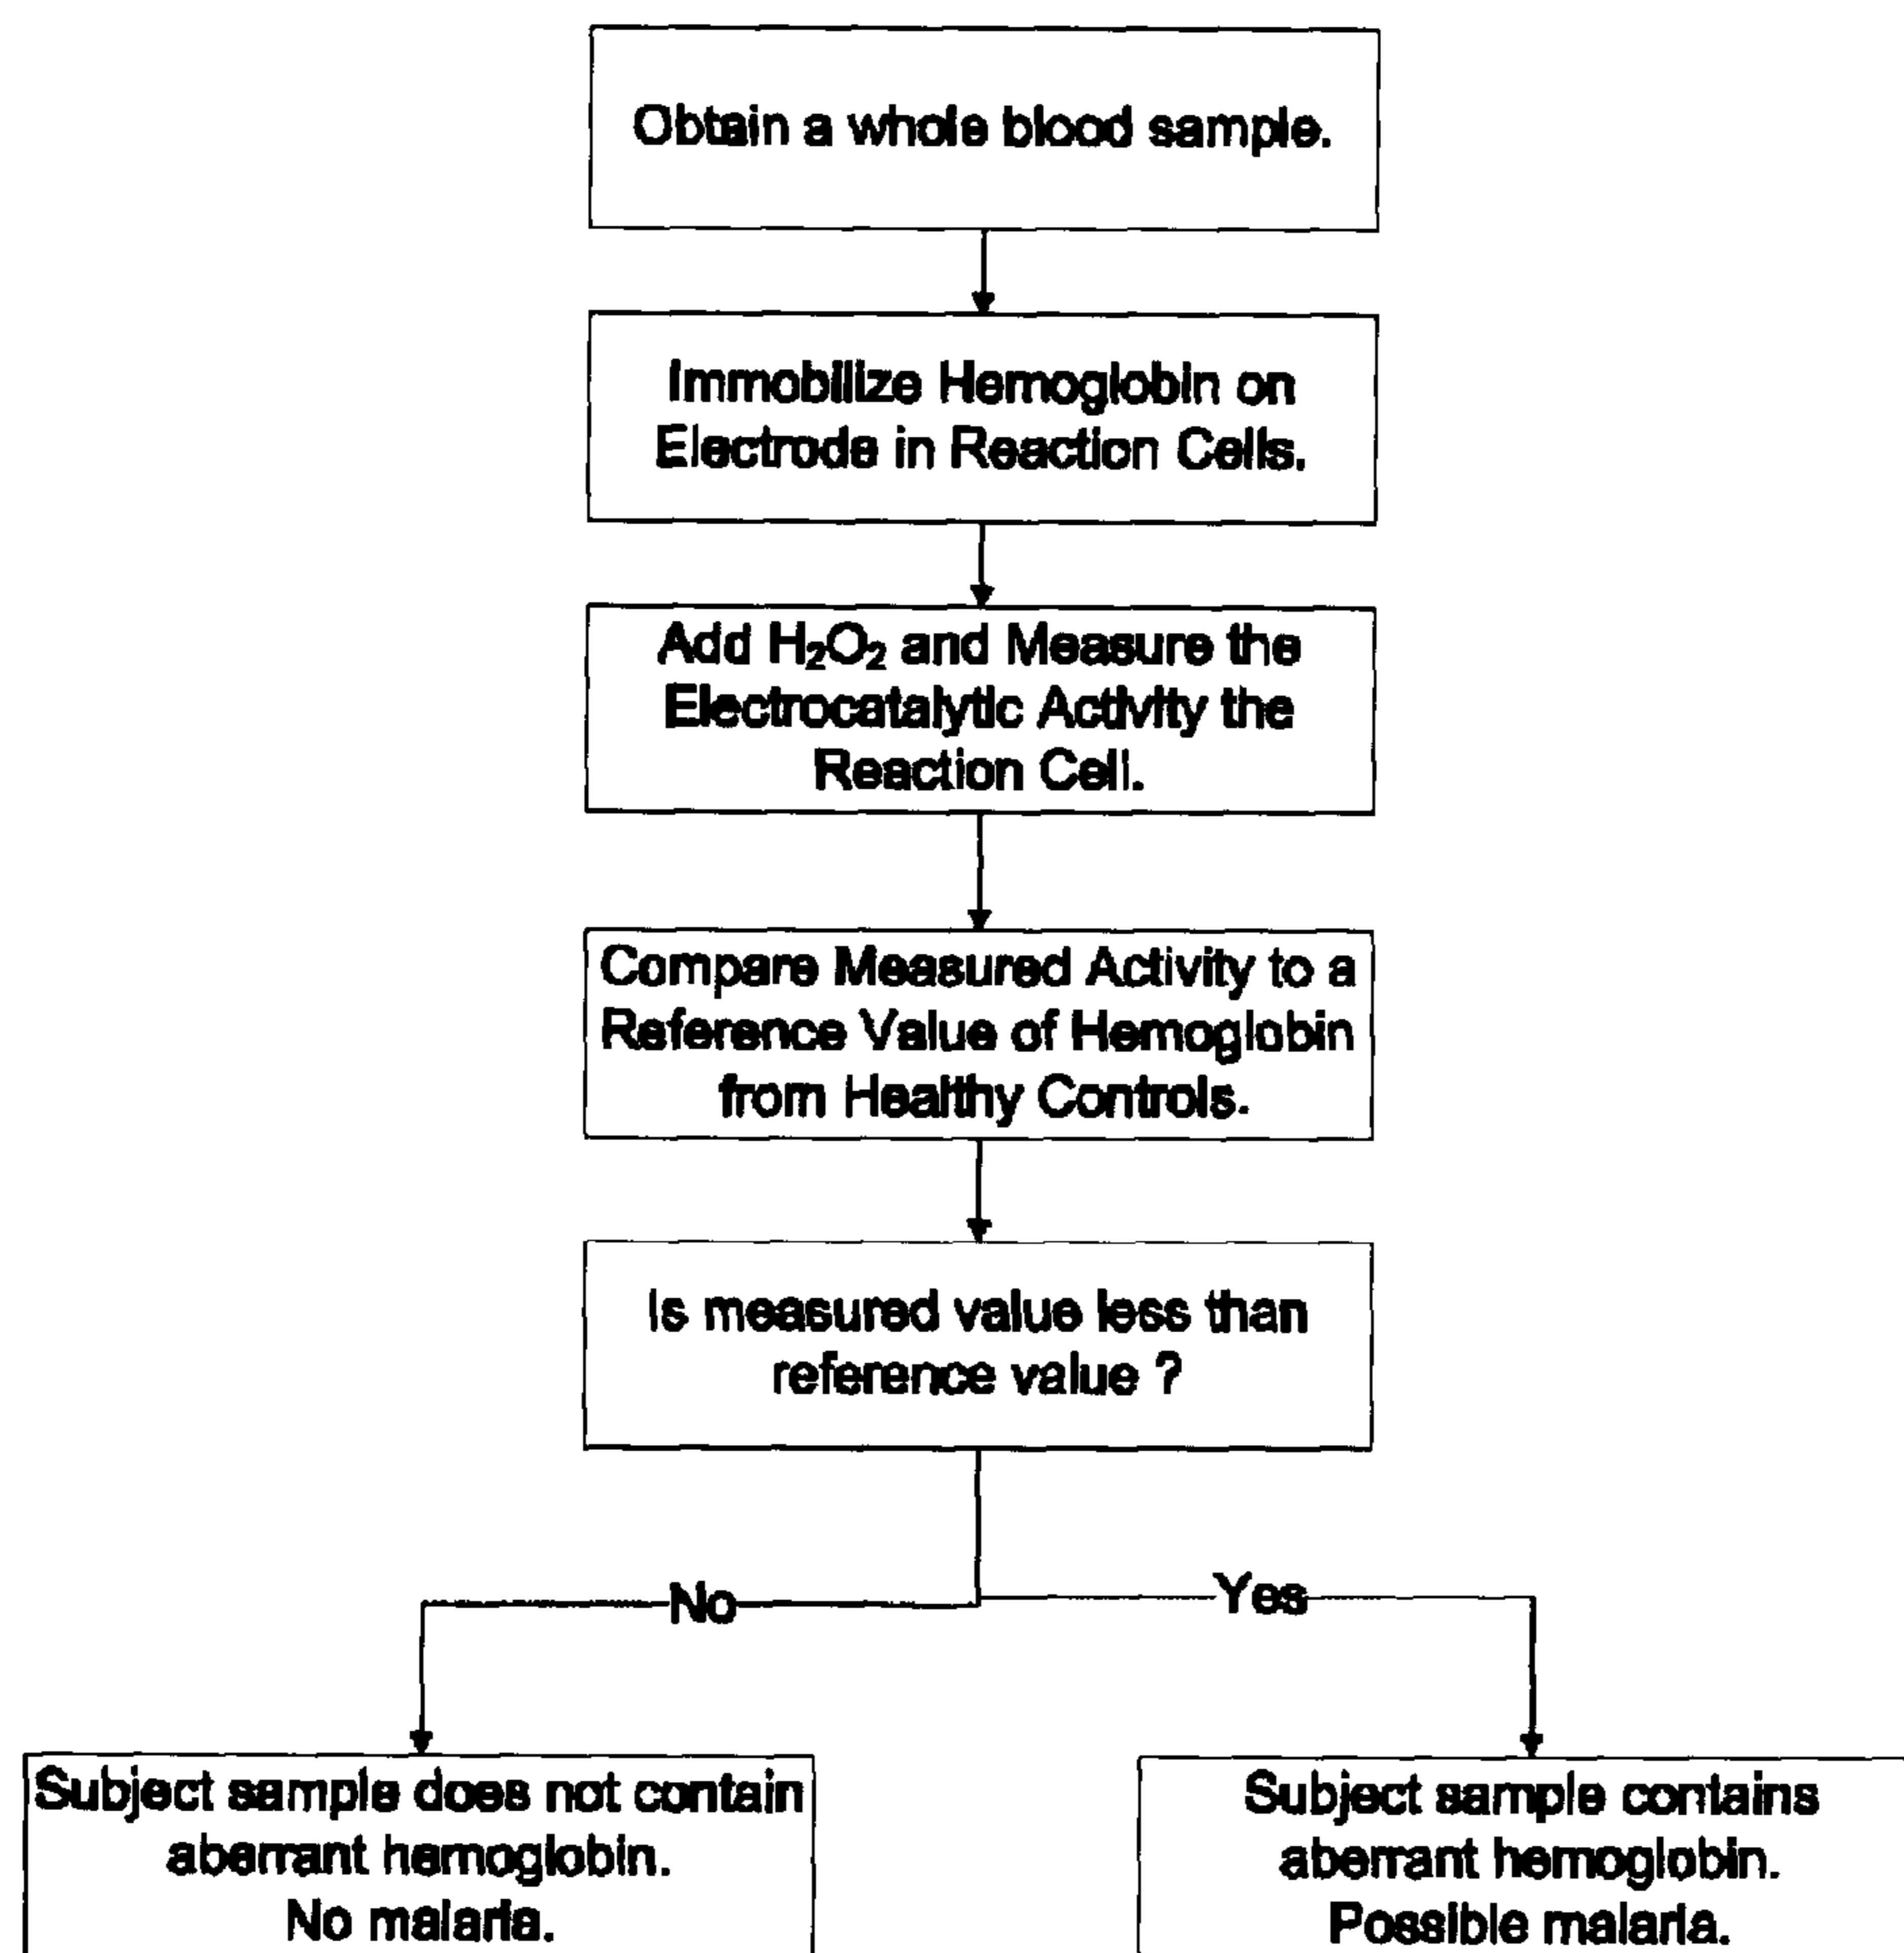 Obtain a whole blood sample.
Immobilize Hemoglobin on
Electrode in Reaction Cells.
Add H₂O₂ and Measure the
Electrocatalytic Activity the
Reaction Cell.
Compare Measured Activity to a
Reference Value of Hemoglobin
from Healthy Controls.
Is measured value less than
reference value ?
No
Yes
Subject sample does not contain
aberrant hemoglobin.
No malaria.
Subject sample contains
aberrant hemoglobin.
Possible malaria.